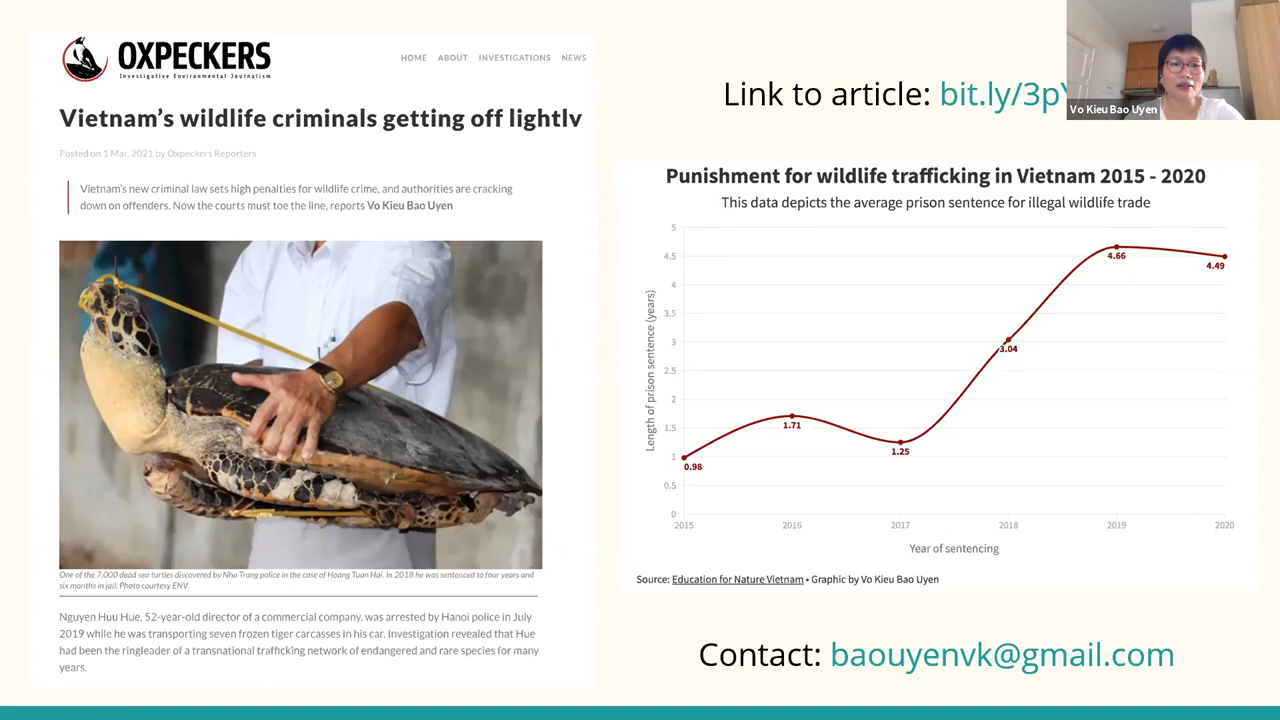 OXPECKERS
Investigative Environmental Journalism
HOME ABOUT INVESTIGATIONS NEWS
Vietnam's wildlife criminals getting off lightly
Posted on 1 Mar, 2021 by Oxpeckers Reporters
Vietnam's new criminal law sets high penalties for wildlife crime, and authorities are cracking
down on offenders. Now the courts must toe the line, reports Vo Kieu Bao Uyen
One of the 7,000 dead sea turtles discovered by Nha Trang police in the case of Hoang Tuan Hai. In 2018 he was sentenced to four years and
six months in jail. Photo courtesy ENV
Nguyen Huu Hue, 52-year-old director of a commercial company, was arrested by Hanoi police in July
2019 while he was transporting seven frozen tiger carcasses in his car. Investigation revealed that Hue
had been the ringleader of a transnational trafficking network of endangered and rare species for many
years.
Link to article: bit.ly/3p
Vo Kieu Bao Uyen
Punishment for wildlife trafficking in Vietnam 2015 - 2020
This data depicts the average prison sentence for illegal wildlife trade
Length of prison sentence (years)
5
4.5
4
3.5
3
2.5
2
1.5
1
0.5
0
0.98
1.71
1.25
3.04
4.66
4.49
2015 2016 2017 2018 2019 2020
Year of sentencing
Source: Education for Nature Vietnam • Graphic by Vo Kieu Bao Uyen
Contact: baouyenvk@gmail.com